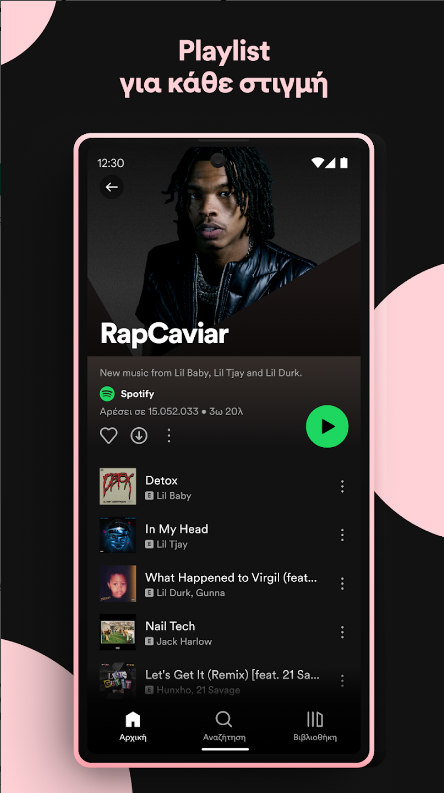 Playlist
για κάθε στιγμή
12:30
RapCaviar
New music from Lil Baby, Lil Tjay and Lil Durk.
Spotify
Αρέσει σε 15.052.033 • 3ω 20λ
Detox
E Lil Baby
In My Head
E Lil Tjay
What Happened to Virgil (feat...
E Lil Durk, Gunna
Nail Tech
E Jack Harlow
Let's Get It (Remix) [feat. 21 Sa...
E Hunxho, 21 Savage
Αρχική Αναζήτηση Βιβλιοθήκη